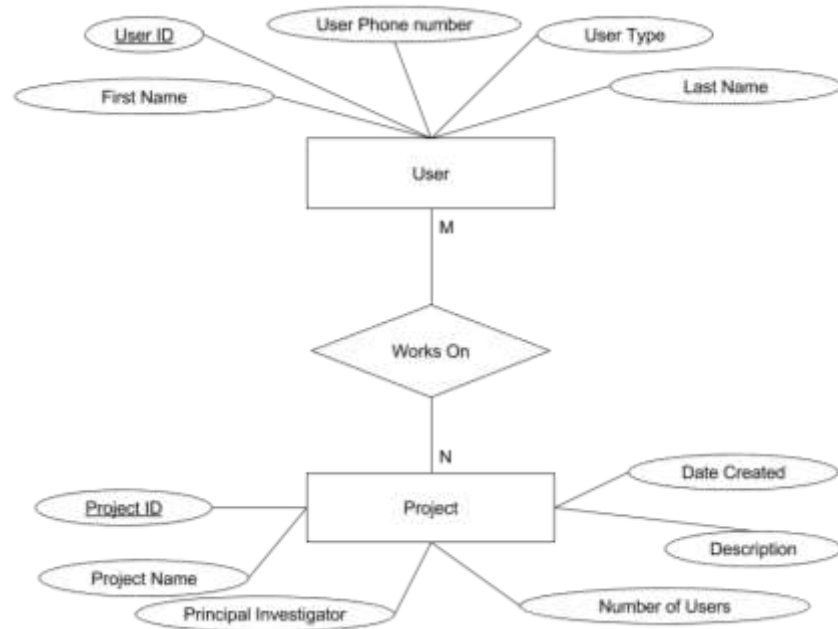 User Phone number
User ID
User Type
First Name
Last Name
User
M
Works On
N
Date Created
Project ID
Project
Description
Project Name
Principal Investigator
Number of Users